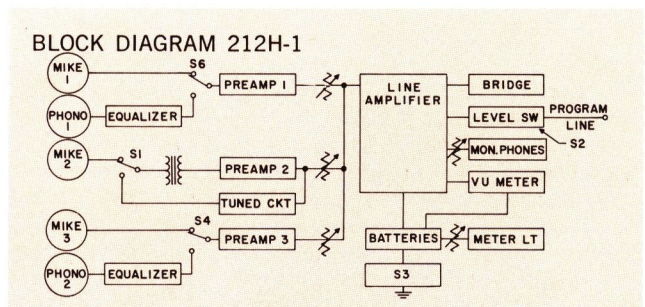 BLOCK DIAGRAM 212H-1
MIKE
1
S6
PREAMP 1
LINE
AMPLIFIER
BRIDGE
PHONO
1
EQUALIZER
LEVEL SW
PROGRAM
LINE
S2
MIKE
2
S1
PREAMP 2
MON. PHONES
TUNED CKT
VU METER
MIKE
3
S4
PREAMP 3
BATTERIES
METER LT
PHONO
2
EQUALIZER
S3